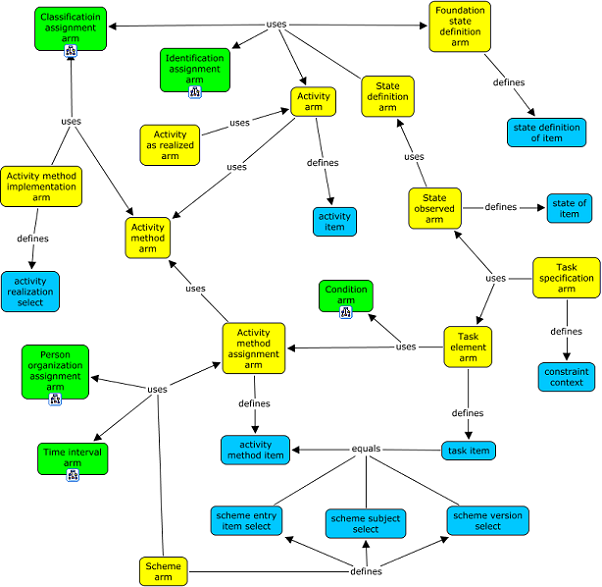 Classificatioin
assignment
arm
uses
Foundation
state
definition
arm
Identification
assignment
arm
Activity
arm
State
definition
arm
defines
state definition
of item
uses
Activity
as realized
arm
uses
uses
defines
uses
Activity method
implementation
arm
State
observed
arm
defines
state of
item
activity
item
defines
Activity
method
arm
activity
realization
select
uses
Condition
arm
uses
Task
specification
arm
Person
organization
assignment
arm
Activity
method
assignment
arm
uses
Task
element
arm
defines
constraint
context
uses
defines
defines
Time interval
arm
activity
method item
equals
task item
scheme entry
item select
scheme subject
select
scheme version
select
Scheme
arm
defines